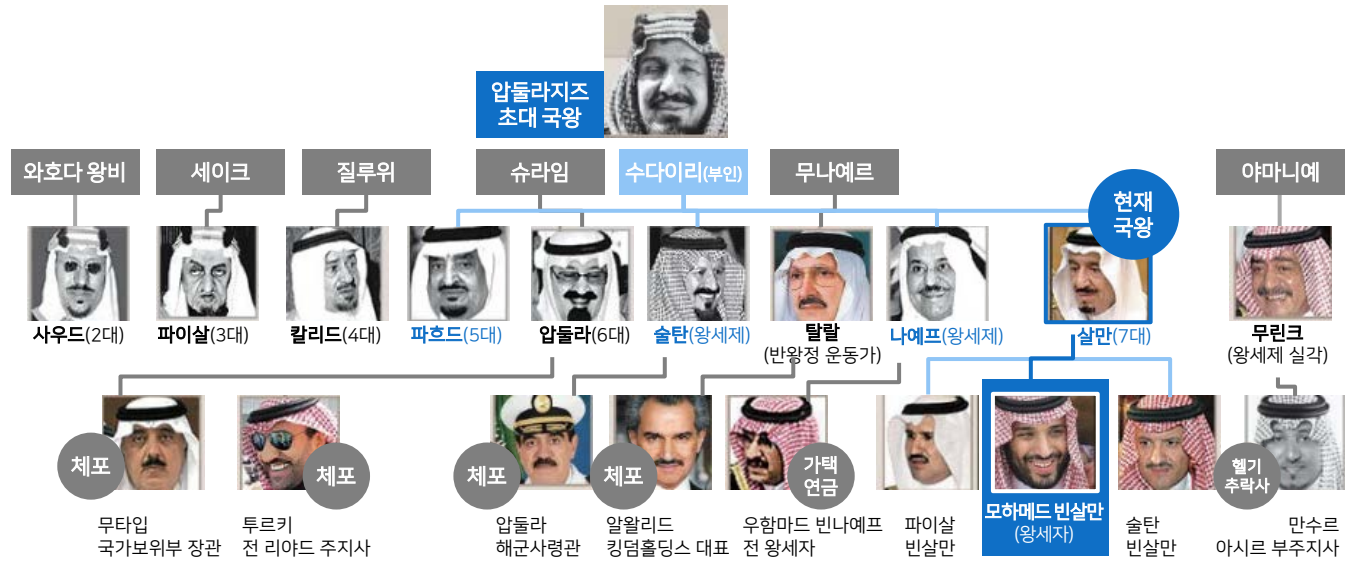 압둘라지즈
초대 국왕
와호다 왕비
세이크
질루위
슈라임
수다이리(부인)
무나예르
야마니예
현재
국왕
사우드(2대)
파이살(3대)
칼리드(4대)
파흐드(5대)
압둘라(6대)
술탄(왕세제)
탈랄
(반왕정 운동가)
나예프(왕세제)
살만(7대)
무린크
(왕세제 실각)
체포
체포
체포
체포
가택
연금
헬기
추락사
무타입
국가보위부 장관
투르키
전 리야드 주지사
압둘라
해군사령관
알왈리드
킹덤홀딩스 대표
우함마드 빈나예프
전 왕세자
파이살
빈살만
모하메드 빈살만
(왕세자)
술탄
빈살만
만수르
아시르 부주지사